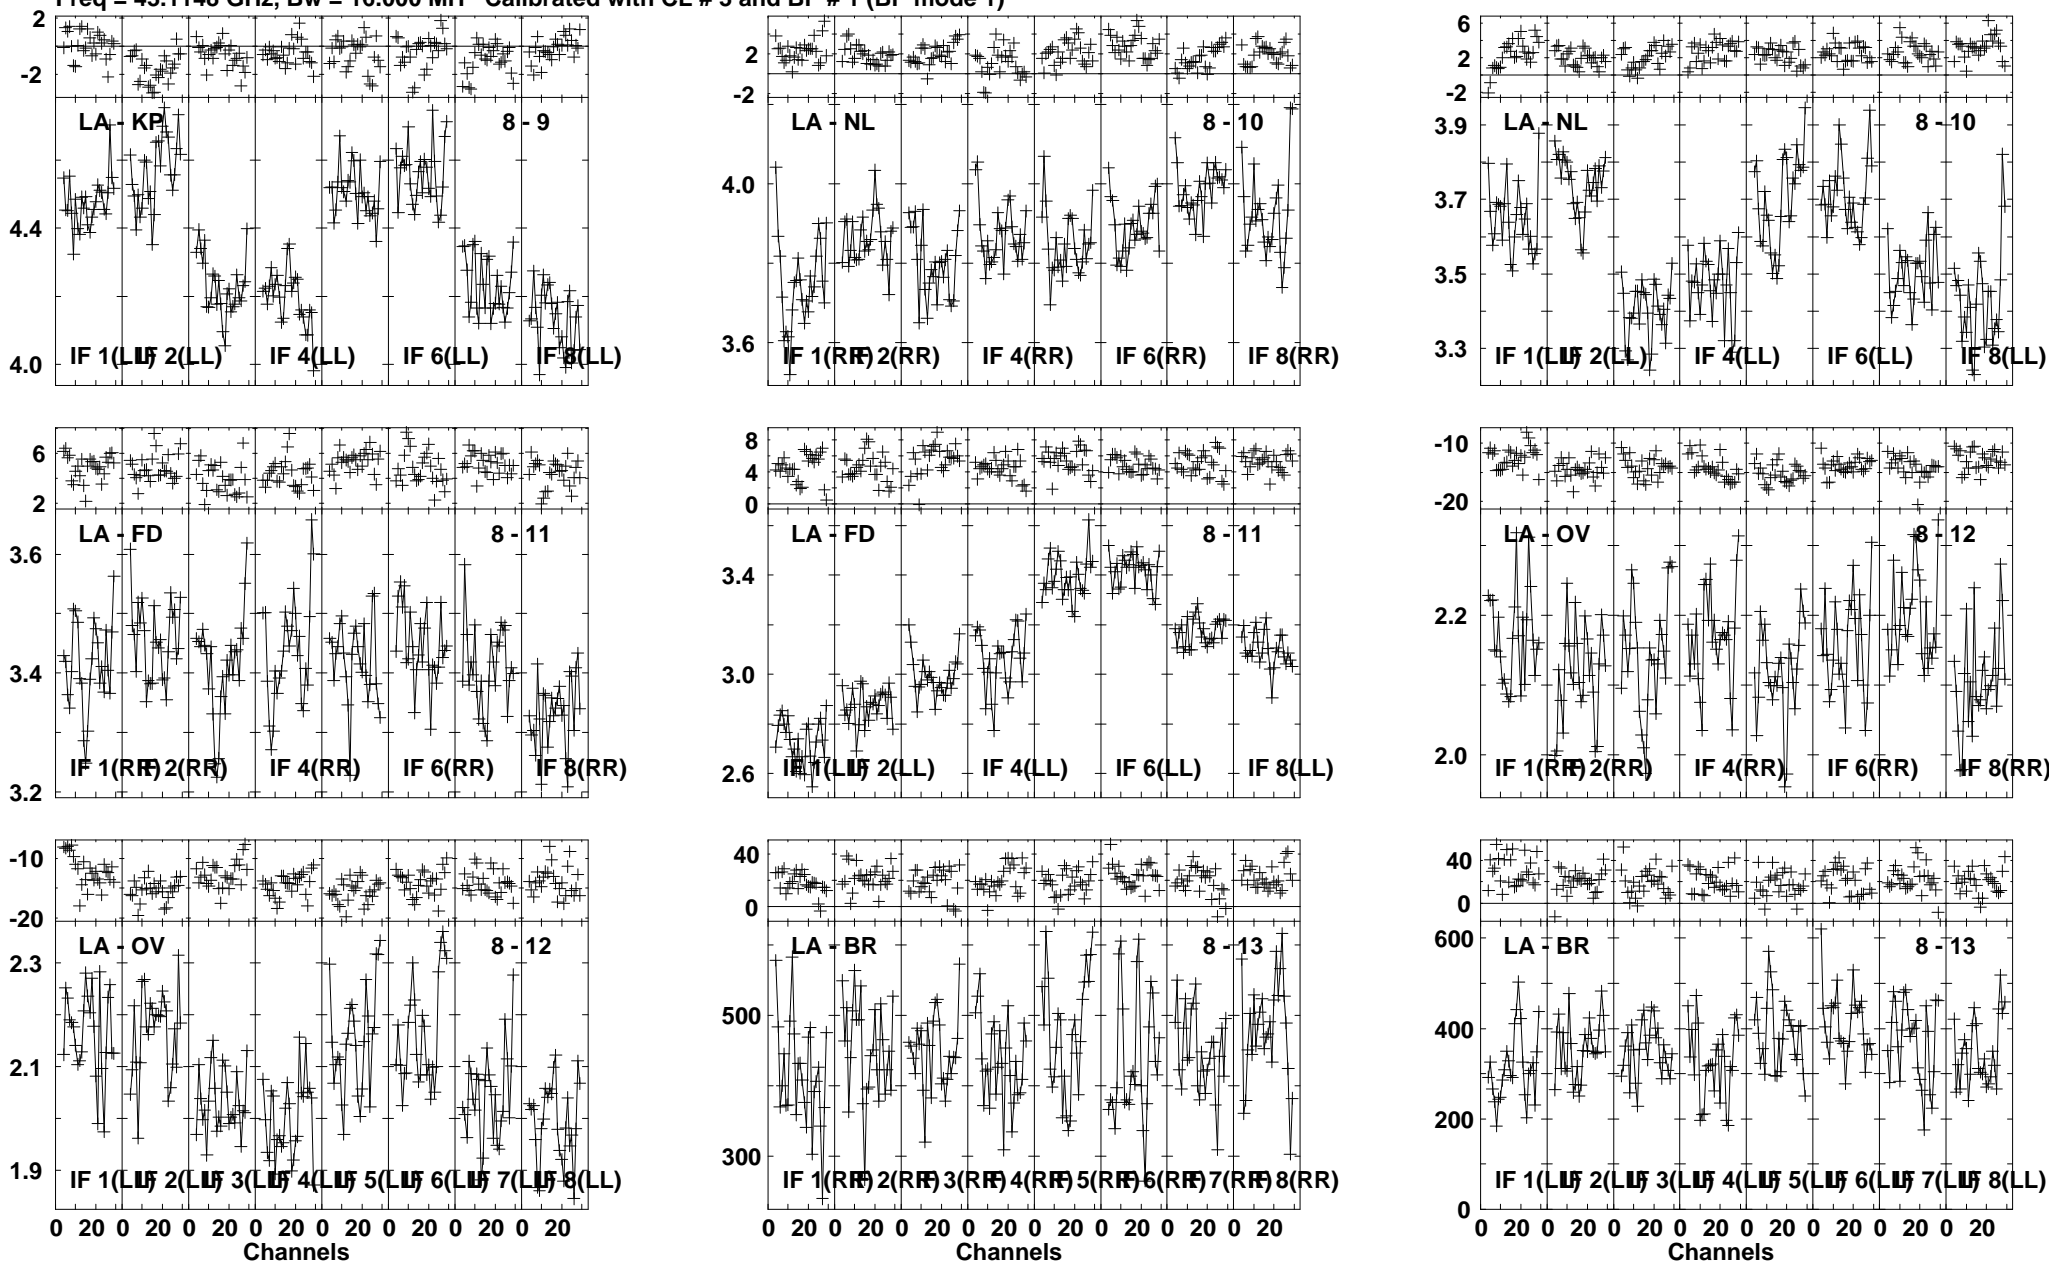 Freq = 43.1148 GHz, Bw = 16.000 MH Calibrated with CL # 3 and BP # 1 (BP mode 1)
2
-2
LA - KP 8 - 9
4.4
4.0
IF 1(LL) IF 2(LL) IF 4(LL) IF 6(LL) IF 8(LL)
2
-2
LA - NL 8 - 10
4.0
3.6
IF 1(RR) IF 2(RR) IF 4(RR) IF 6(RR) IF 8(RR)
6
2
-2
LA - NL 8 - 10
3.9
3.7
3.5
3.3
IF 1(LL) IF 2(LL) IF 4(LL) IF 6(LL) IF 8(LL)
6
2
LA - FD 8 - 11
3.6
3.4
3.2
IF 1(RR) IF 2(RR) IF 4(RR) IF 6(RR) IF 8(RR)
8
4
0
LA - FD 8 - 11
3.4
3.0
2.6
IF 1(LL) IF 2(LL) IF 4(LL) IF 6(LL) IF 8(LL)
-10
-20
LA - OV 8 - 12
2.2
2.0
IF 1(RR) IF 2(RR) IF 4(RR) IF 6(RR) IF 8(RR)
-10
-20
LA - OV 8 - 12
2.3
2.1
1.9
IF 1(LL) IF 2(LL) IF 3(LL) IF 4(LL) IF 5(LL) IF 6(LL) IF 7(LL) IF 8(LL)
0 20 0 20 0 20 0 20 0 20 0 20 0 20 0 20
Channels
40
0
LA - BR 8 - 13
500
300
IF 1(RR) IF 2(RR) IF 3(RR) IF 4(RR) IF 5(RR) IF 6(RR) IF 7(RR) IF 8(RR)
0 20 0 20 0 20 0 20 0 20 0 20 0 20 0 20
Channels
40
0
LA - BR 8 - 13
600
400
200
0
IF 1(LL) IF 2(LL) IF 3(LL) IF 4(LL) IF 5(LL) IF 6(LL) IF 7(LL) IF 8(LL)
0 20 0 20 0 20 0 20 0 20 0 20 0 20 0 20
Channels